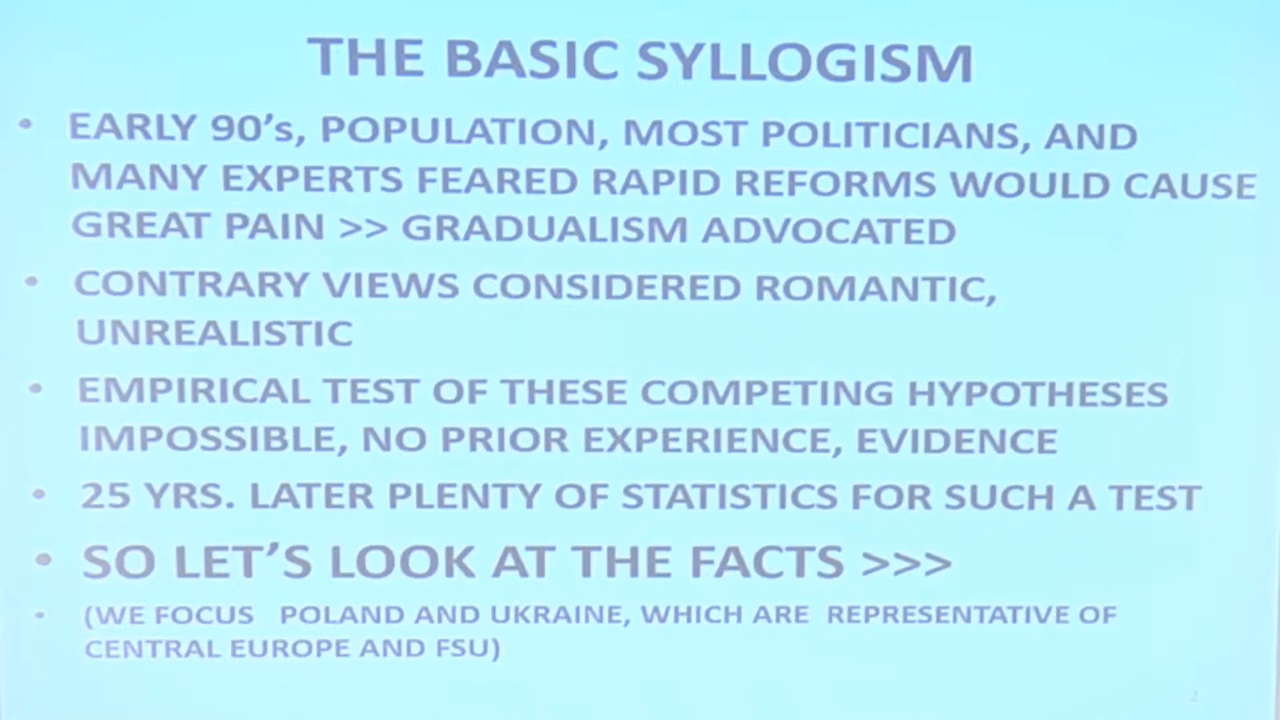 THE BASIC SYLLOGISM
• EARLY 90's, POPULATION, MOST POLITICIANS, AND
MANY EXPERTS FEARED RAPID REFORMS WOULD CAUSE
GREAT PAIN >> GRADUALISM ADVOCATED
• CONTRARY VIEWS CONSIDERED ROMANTIC,
UNREALISTIC
• EMPIRICAL TEST OF THESE COMPETING HYPOTHESES
IMPOSSIBLE, NO PRIOR EXPERIENCE, EVIDENCE
• 25 YRS. LATER PLENTY OF STATISTICS FOR SUCH A TEST
• SO LET'S LOOK AT THE FACTS >>>
• (WE FOCUS POLAND AND UKRAINE, WHICH ARE REPRESENTATIVE OF
CENTRAL EUROPE AND FSU)
2